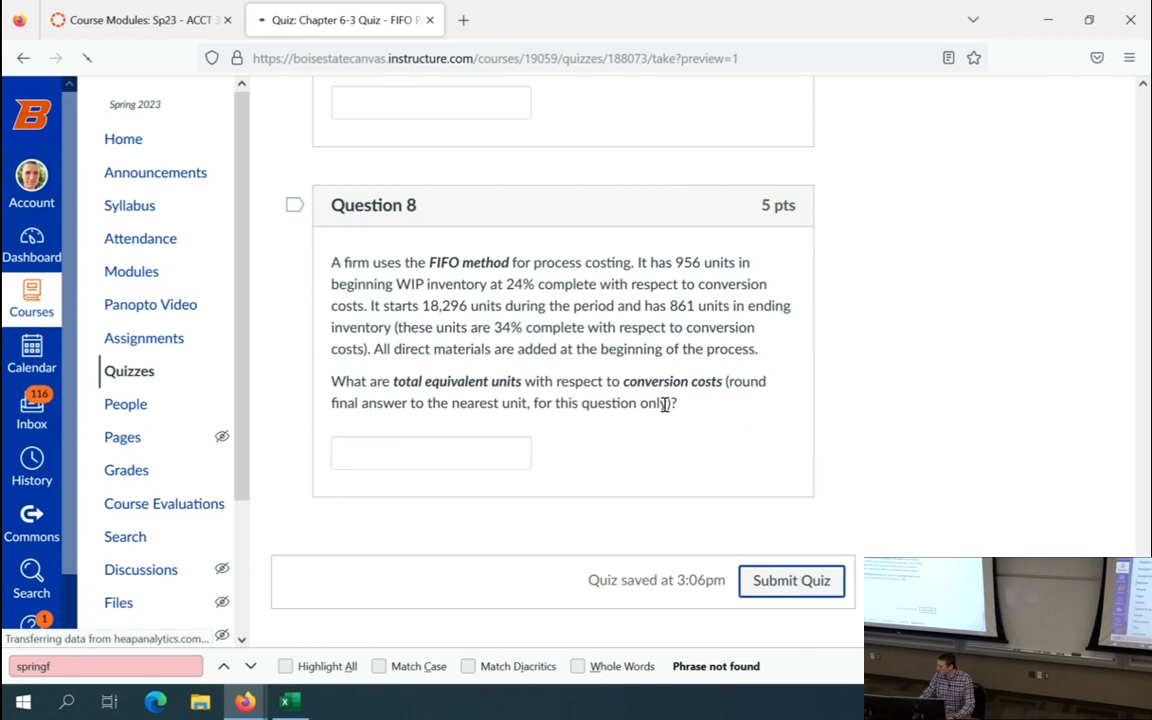 Course Modules: Sp23 - ACCT 3
Quiz: Chapter 6-3 Quiz - FIFO P
https://boisestatecanvas.instructure.com/courses/19059/quizzes/188073/take?preview=1
B
Account
Dashboard
Courses
Calendar
116
Inbox
History
Commons
Search
1
Spring 2023
Home
Announcements
Syllabus
Attendance
Modules
Panopto Video
Assignments
Quizzes
People
Pages
Grades
Course Evaluations
Search
Discussions
Files
Question 8
5 pts
A firm uses the FIFO method for process costing. It has 956 units in
beginning WIP inventory at 24% complete with respect to conversion
costs. It starts 18,296 units during the period and has 861 units in ending
inventory (these units are 34% complete with respect to conversion
costs). All direct materials are added at the beginning of the process.
What are total equivalent units with respect to conversion costs (round
final answer to the nearest unit, for this question only)?
Quiz saved at 3:06pm
Submit Quiz
Transferring data from heapanalytics.com...
springf
Highlight All
Match Case
Match Diacritics
Whole Words
Phrase not found